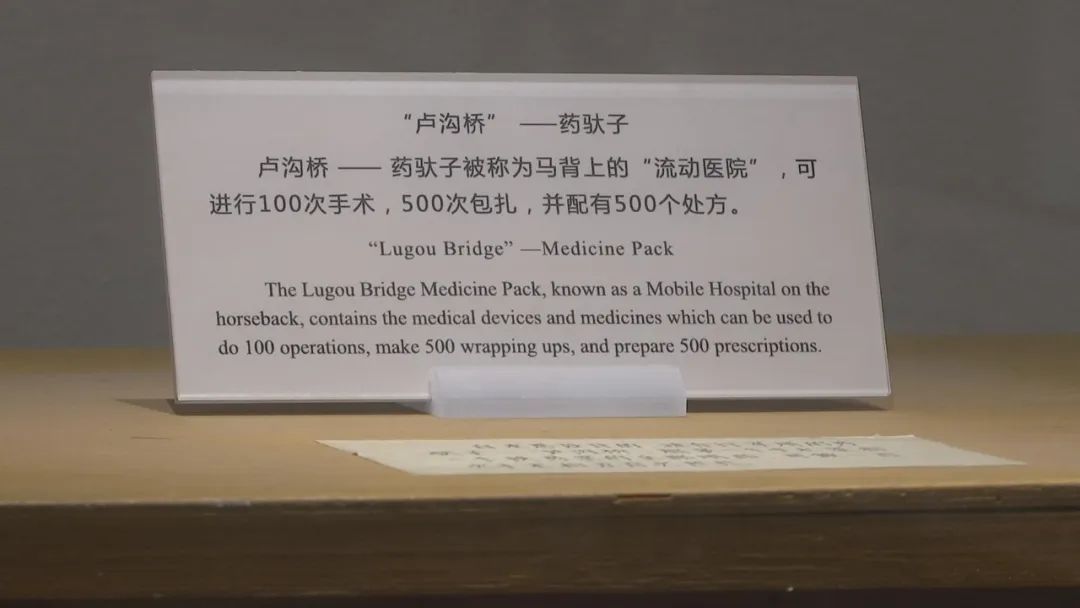 “卢沟桥” ——药驮子
卢沟桥 —— 药驮子被称为马背上的“流动医院”，可
进行100次手术，500次包扎，并配有500个处方。
“Lugou Bridge” —Medicine Pack
The Lugou Bridge Medicine Pack, known as a Mobile Hospital on the
horseback, contains the medical devices and medicines which can be used to
do 100 operations, make 500 wrapping ups, and prepare 500 prescriptions.